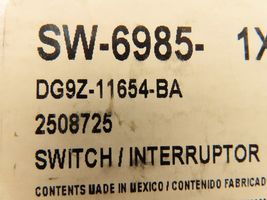 SW-6985- 1X
DG9Z-11654-BA
2508725
SWITCH / INTERRUPTOR
CONTENTS MADE IN MEXICO / CONTENIDO FABRICAD